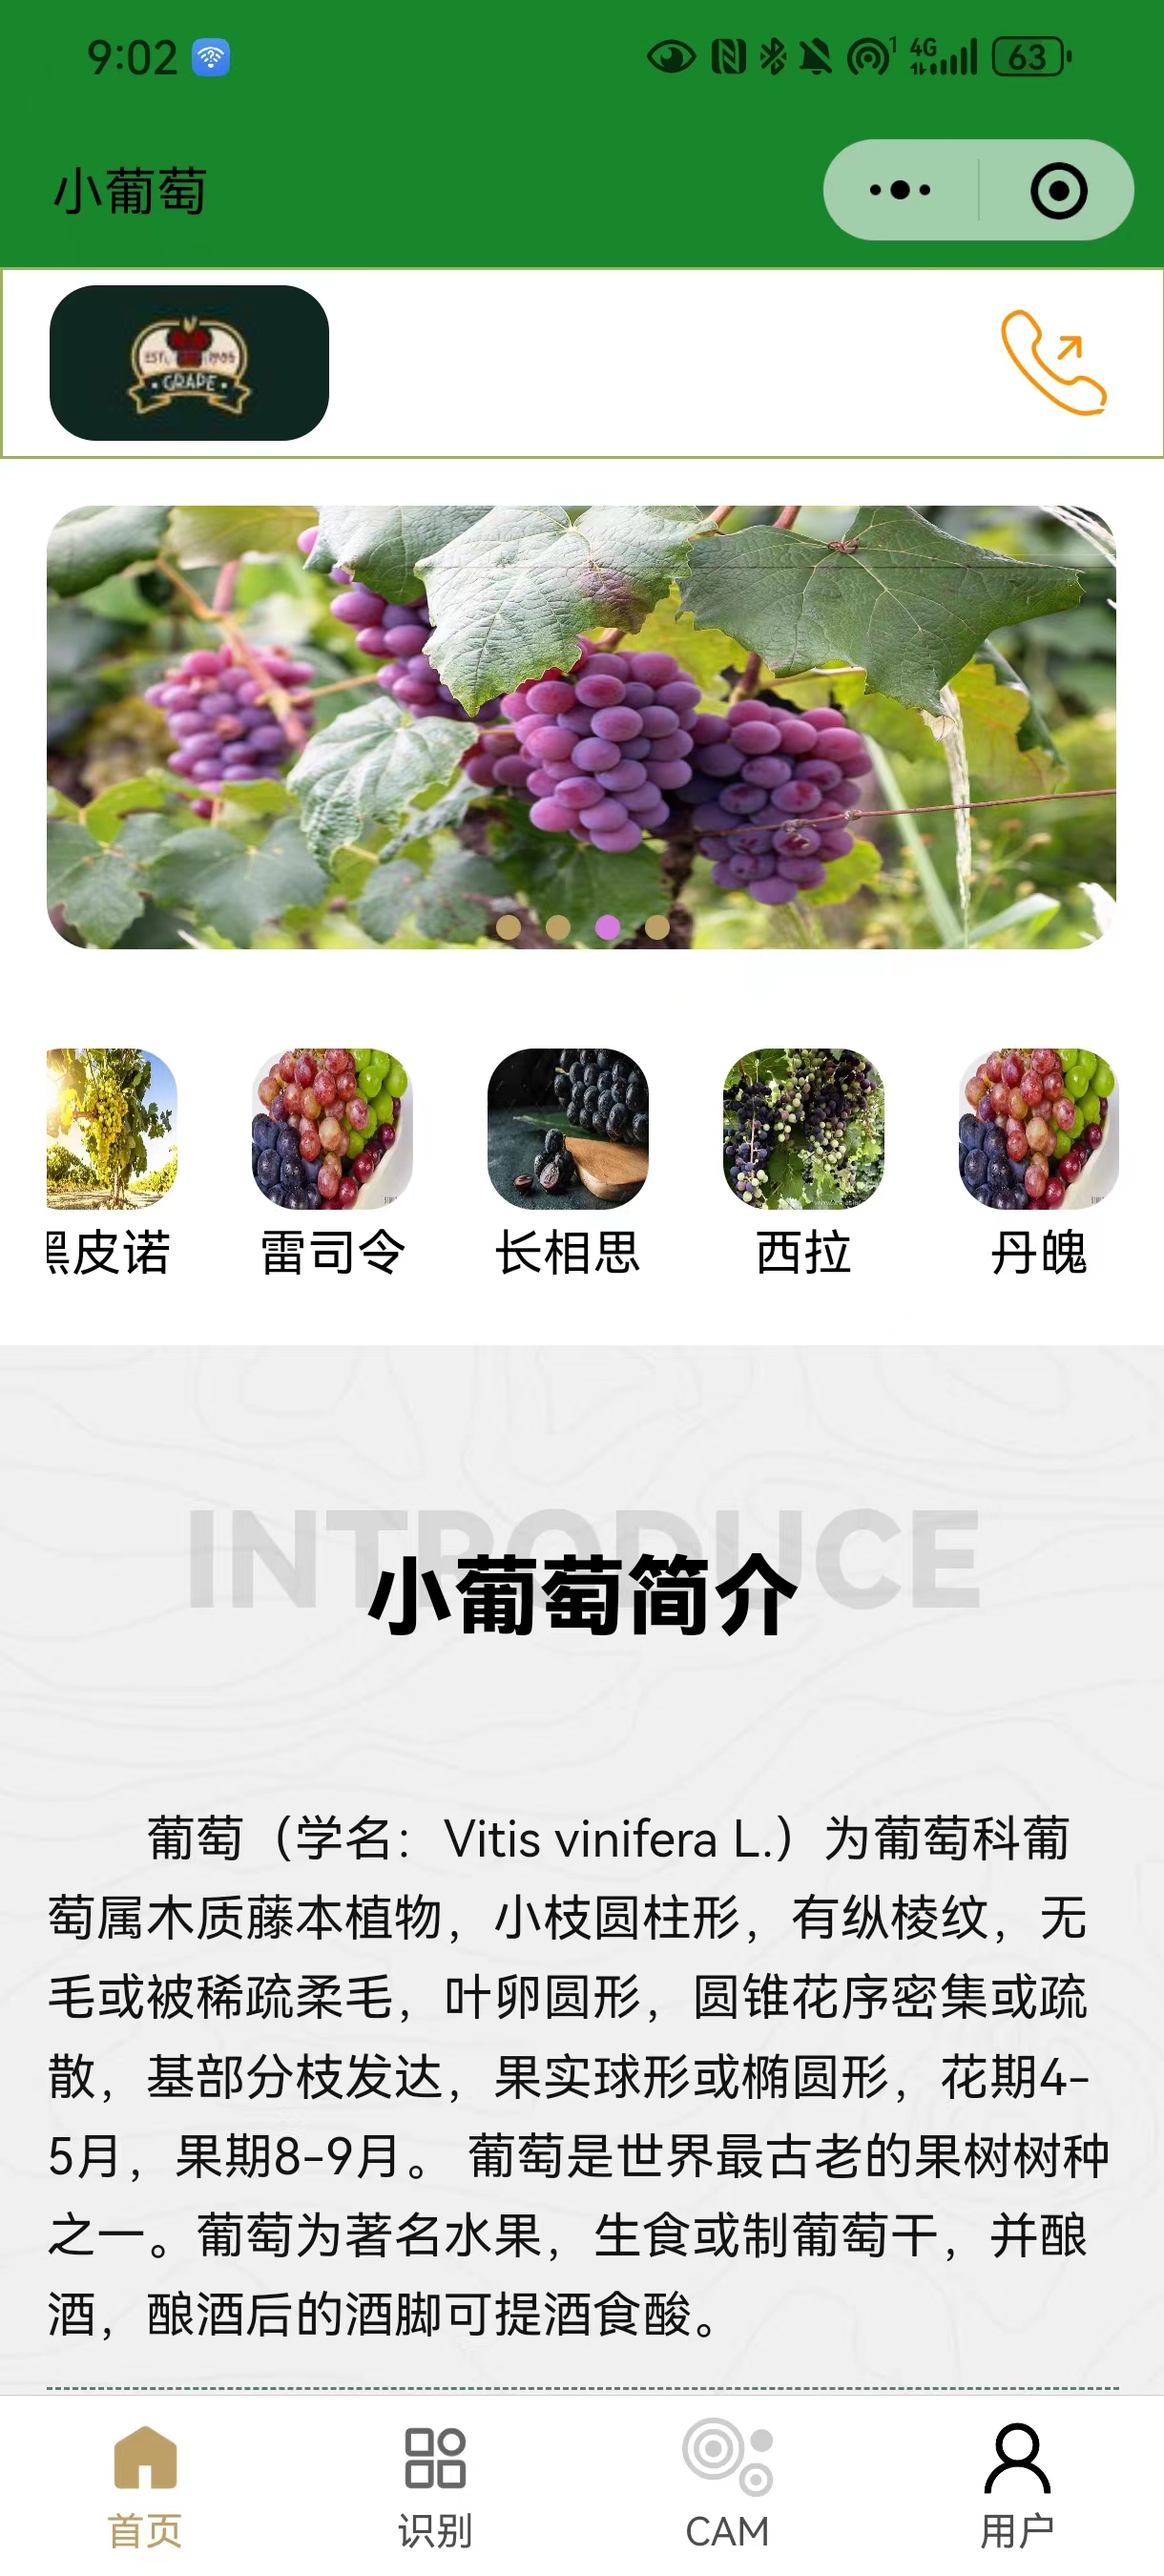 9:02
1
4G
63
小葡萄
EST. 1985
GRAPE
黑皮诺
雷司令
长相思
西拉
丹魄
INTRODUCE
小葡萄简介
葡萄（学名：Vitis vinifera L.）为葡萄科葡
萄属木质藤本植物，小枝圆柱形，有纵棱纹，无
毛或被稀疏柔毛，叶卵圆形，圆锥花序密集或疏
散，基部分枝发达，果实球形或椭圆形，花期4-
5月，果期8-9月。 葡萄是世界最古老的果树树种
之一。葡萄为著名水果，生食或制葡萄干，并酿
酒，酿酒后的酒脚可提酒食酸。
首页
识别
CAM
用户